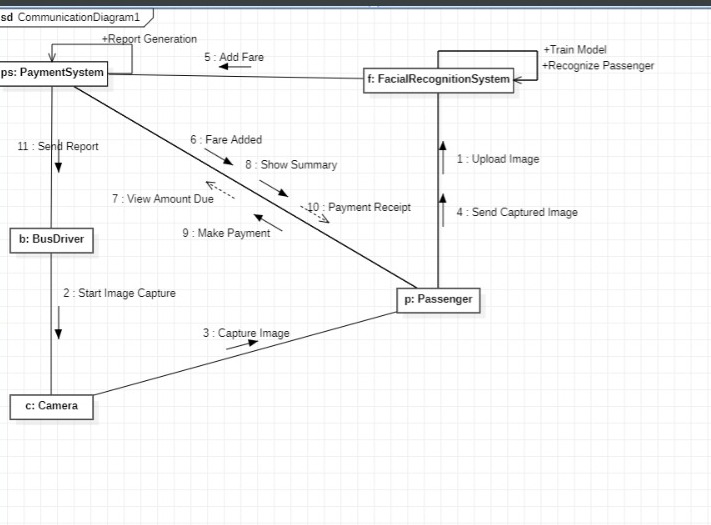 sd CommunicationDiagram1
+Report Generation
5 : Add Fare
+Train Model
+Recognize Passenger
ps: PaymentSystem
f: FacialRecognitionSystem
11 : Send Report
6 : Fare Added
8 : Show Summary
1 : Upload Image
7 : View Amount Due
10 : Payment Receipt
4 : Send Captured Image
9 : Make Payment
b: BusDriver
2 : Start Image Capture
p: Passenger
3 : Capture Image
c: Camera